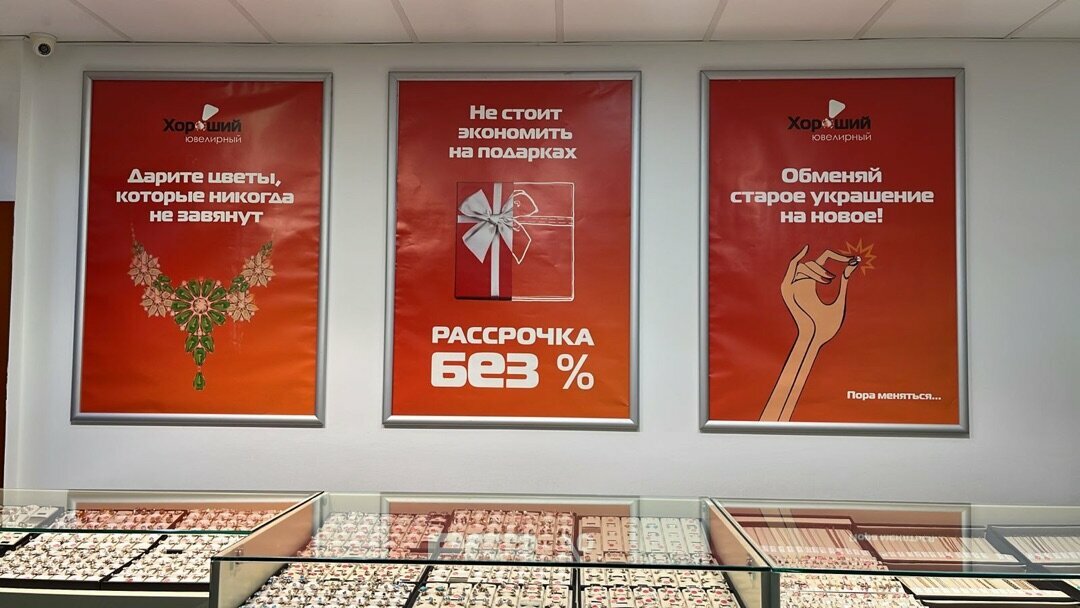 Хороший
ювелирный
Дарите цветы,
которые никогда
не завянут
Не стоит
экономить
на подарках
РАССРОЧКА
БЕЗ %
Хороший
ювелирный
Обменяй
старое украшение
на новое!
Пора меняться...